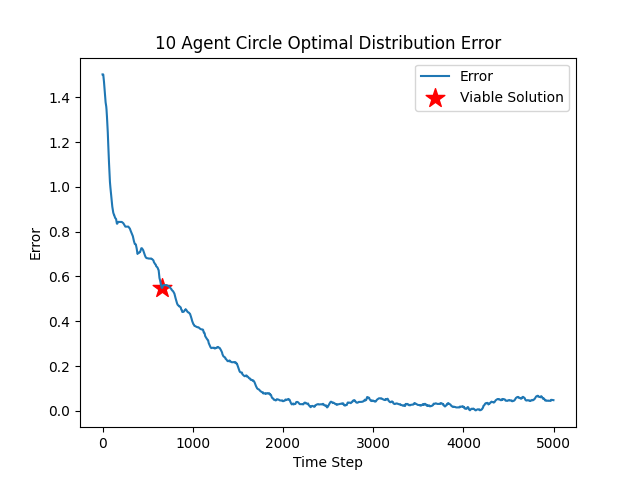 10 Agent Circle Optimal Distribution Error
Error
Viable Solution
1.4
1.2
1.0
0.8
0.6
0.4
0.2
0.0
Error
0 1000 2000 3000 4000 5000
Time Step